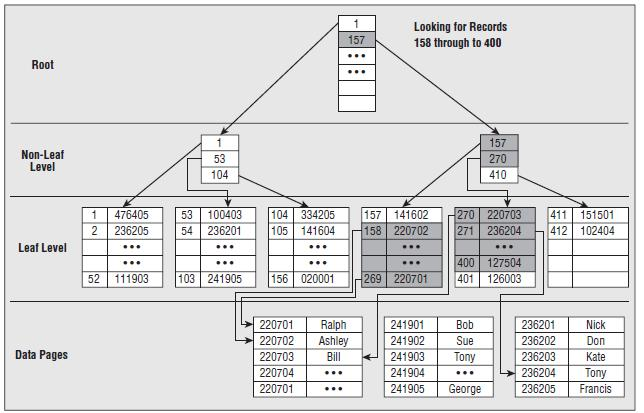 Looking for Records
158 through to 400
Root
1
157
•••
•••
Non-Leaf
Level
1
53
104
157
270
410
Leaf Level
1 476405
2 236205
•••
•••
52 111903
53 100403
54 236201
•••
•••
103 241905
104 334205
105 141604
•••
•••
156 020001
157 141602
158 220702
•••
•••
269 220701
270 220703
271 236204
•••
400 127504
401 126003
411 151501
412 102404
Data Pages
220701 Ralph
220702 Ashley
220703 Bill
220704 •••
220701 •••
241901 Bob
241902 Sue
241903 Tony
241904 •••
241905 George
236201 Nick
236202 Don
236203 Kate
236204 Tony
236205 Francis